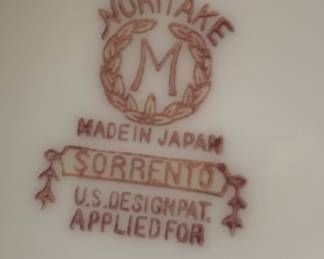 NORITAKE
M
MADE IN JAPAN
SORRENTO
U.S. DESIGN PAT.
APPLIED FOR